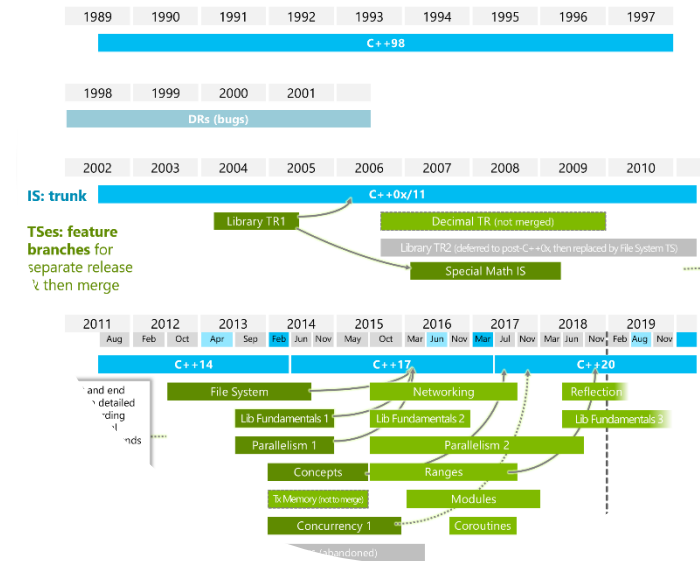 1989 1990 1991 1992 1993 1994 1995 1996 1997
C++98
1998 1999 2000 2001
DRs (bugs)
2002 2003 2004 2005 2006 2007 2008 2009 2010
IS: trunk
C++0x/11
TSes: feature
branches for
separate release
& then merge
Library TR1
Decimal TR (not merged)
Library TR2 (deferred to post-C++0x, then replaced by File System TS)
Special Math IS
2011 2012 2013 2014 2015 2016 2017 2018 2019
Aug Feb Oct Apr Sep Feb Jun Nov May Oct Mar Jun Nov Mar Jul Nov Mar Jun Nov Feb Aug Nov
C++14 C++17 C++20
and end
detailed
File System Networking Reflection
Lib Fundamentals 1 Lib Fundamentals 2 Lib Fundamentals 3
Parallelism 1 Parallelism 2
Concepts Ranges
Tx Memory (not to merge) Modules
Concurrency 1 Coroutines
(abandoned)